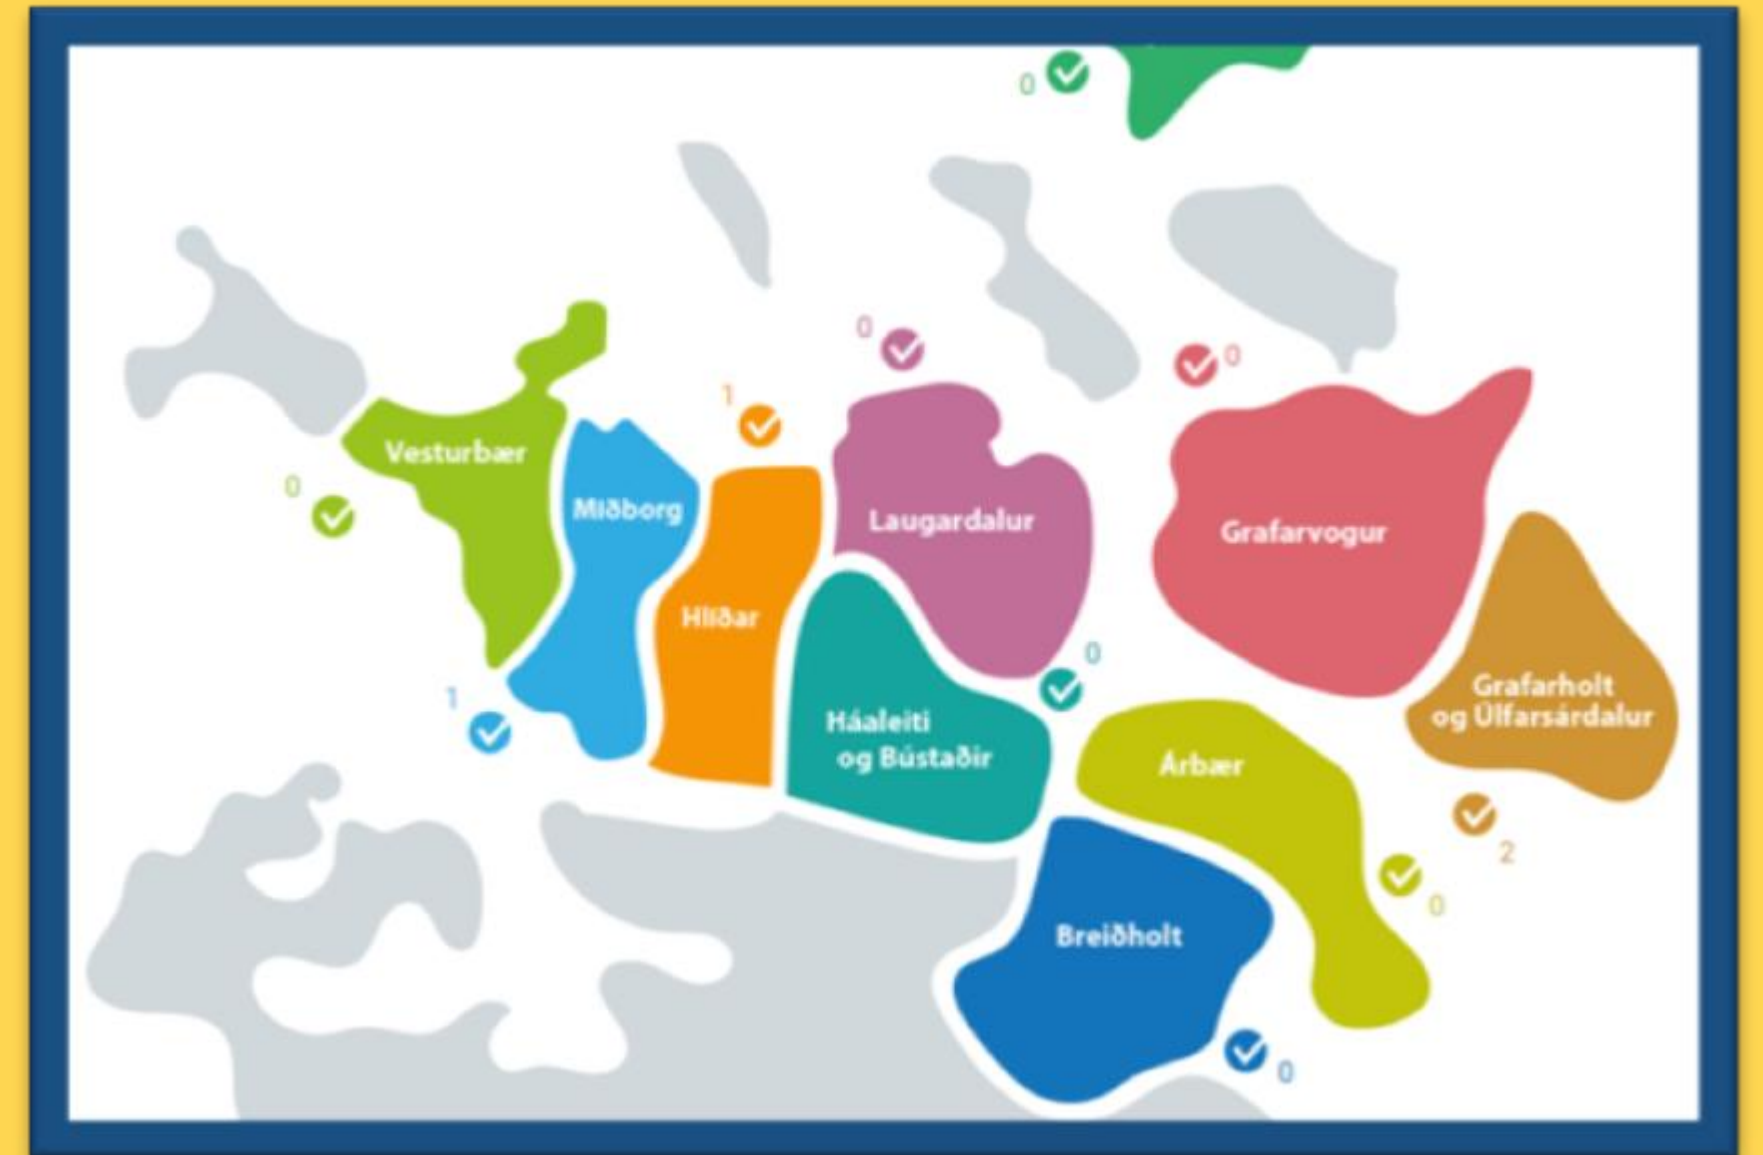 0
0
0
1
Vesturbær
0
Miðborg
Laugardalur
Grafarvogur
Hlíðar
0
1
Grafarholt
og Úlfarsárdalur
Háaleiti
og Bústaðir
Árbær
2
0
Breiðholt
0